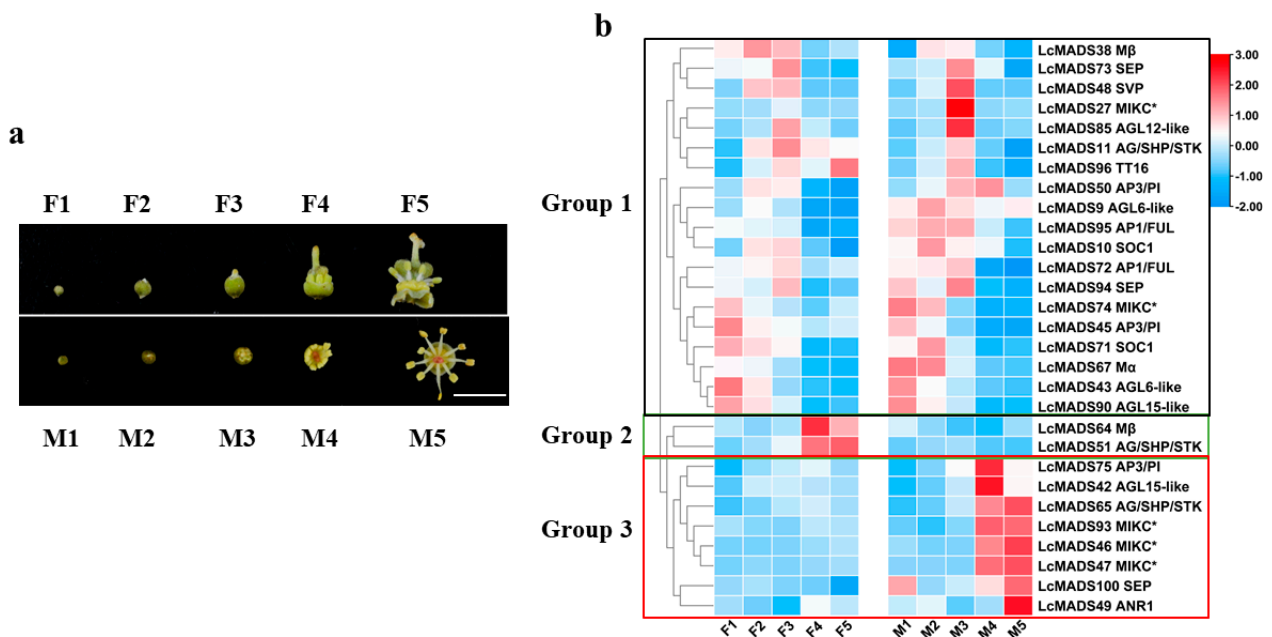 a
F1 F2 F3 F4 F5
M1 M2 M3 M4 M5
b
Group 1
Group 2
Group 3
LcMADS38 Mβ
LcMADS73 SEP
LcMADS48 SVP
LcMADS27 MIKC*
LcMADS85 AGL12-like
LcMADS11 AG/SHP/STK
LcMADS96 TT16
LcMADS50 AP3/PI
LcMADS9 AGL6-like
LcMADS95 AP1/FUL
LcMADS10 SOC1
LcMADS72 AP1/FUL
LcMADS94 SEP
LcMADS74 MIKC*
LcMADS45 AP3/PI
LcMADS71 SOC1
LcMADS67 Mα
LcMADS43 AGL6-like
LcMADS90 AGL15-like
LcMADS64 Mβ
LcMADS51 AG/SHP/STK
LcMADS75 AP3/PI
LcMADS42 AGL15-like
LcMADS65 AG/SHP/STK
LcMADS93 MIKC*
LcMADS46 MIKC*
LcMADS47 MIKC*
LcMADS100 SEP
LcMADS49 ANR1
F1 F2 F3 F4 F5 M1 M2 M3 M4 M5
3.00
2.00
1.00
0.00
-1.00
-2.00